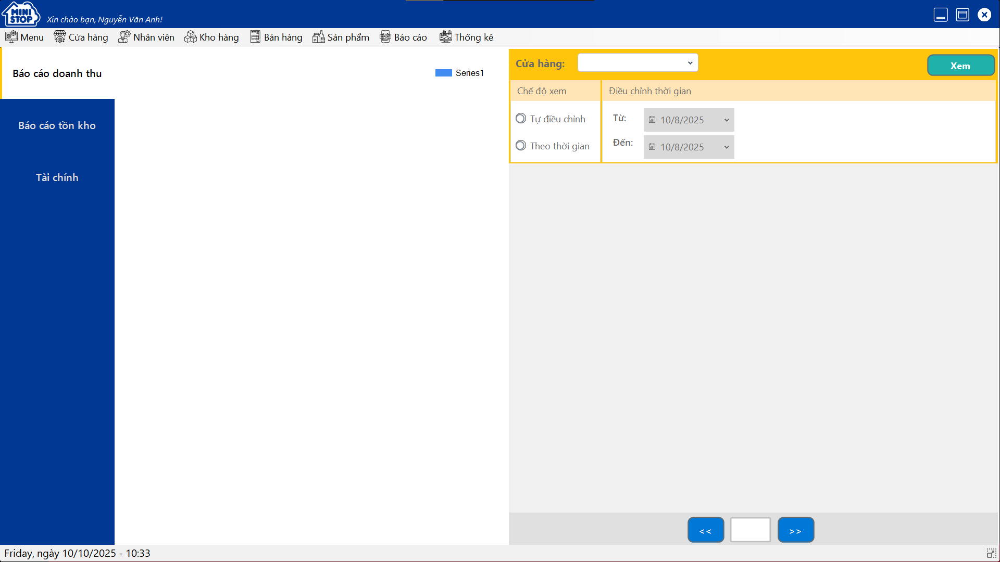 MINI
STOP
Xin chào bạn, Nguyễn Văn Anh!
Menu Cửa hàng Nhân viên Kho hàng Bán hàng Sản phẩm Báo cáo Thống kê
Báo cáo doanh thu
Báo cáo tồn kho
Tài chính
Series1
Cửa hàng: Xem
Chế độ xem Điều chỉnh thời gian
Tự điều chỉnh Từ: 10/8/2025
Theo thời gian Đến: 10/8/2025
<< >>
Friday, ngày 10/10/2025 - 10:33